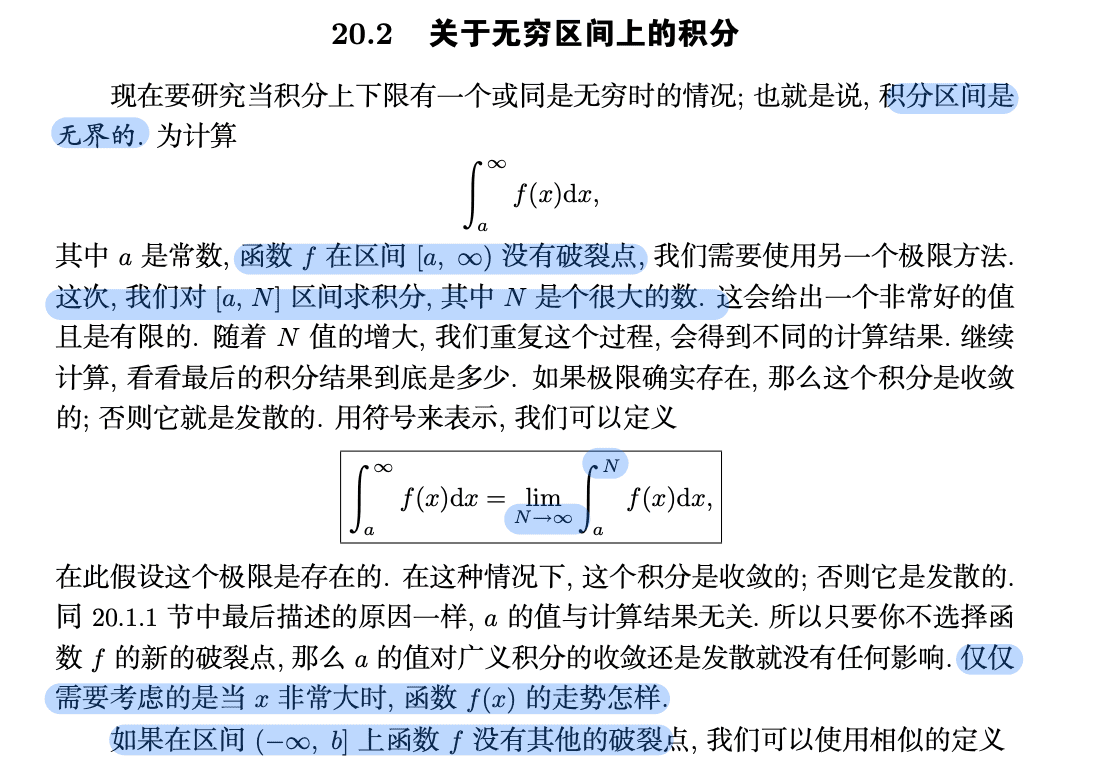 20.2 关于无穷区间上的积分
现在要研究当积分上下限有一个或同是无穷时的情况; 也就是说, 积分区间是
无界的. 为计算
∫_a^∞ f(x)dx,
其中 a 是常数, 函数 f 在区间 [a, ∞) 没有破裂点, 我们需要使用另一个极限方法.
这次, 我们对 [a, N] 区间求积分, 其中 N 是个很大的数. 这会给出一个非常好的值
且是有限的. 随着 N 值的增大, 我们重复这个过程, 会得到不同的计算结果. 继续
计算, 看看最后的积分结果到底是多少. 如果极限确实存在, 那么这个积分是收敛
的; 否则它就是发散的. 用符号来表示, 我们可以定义
∫_a^∞ f(x)dx = lim_{N→∞} ∫_a^N f(x)dx,
在此假设这个极限是存在的. 在这种情况下, 这个积分是收敛的; 否则它是发散的.
同 20.1.1 节中最后描述的原因一样, a 的值与计算结果无关. 所以只要你不选择函
数 f 的新的破裂点, 那么 a 的值对广义积分的收敛还是发散就没有任何影响. 仅仅
需要考虑的是当 x 非常大时, 函数 f(x) 的走势怎样.
如果在区间 (−∞, b] 上函数 f 没有其他的破裂点, 我们可以使用相似的定义